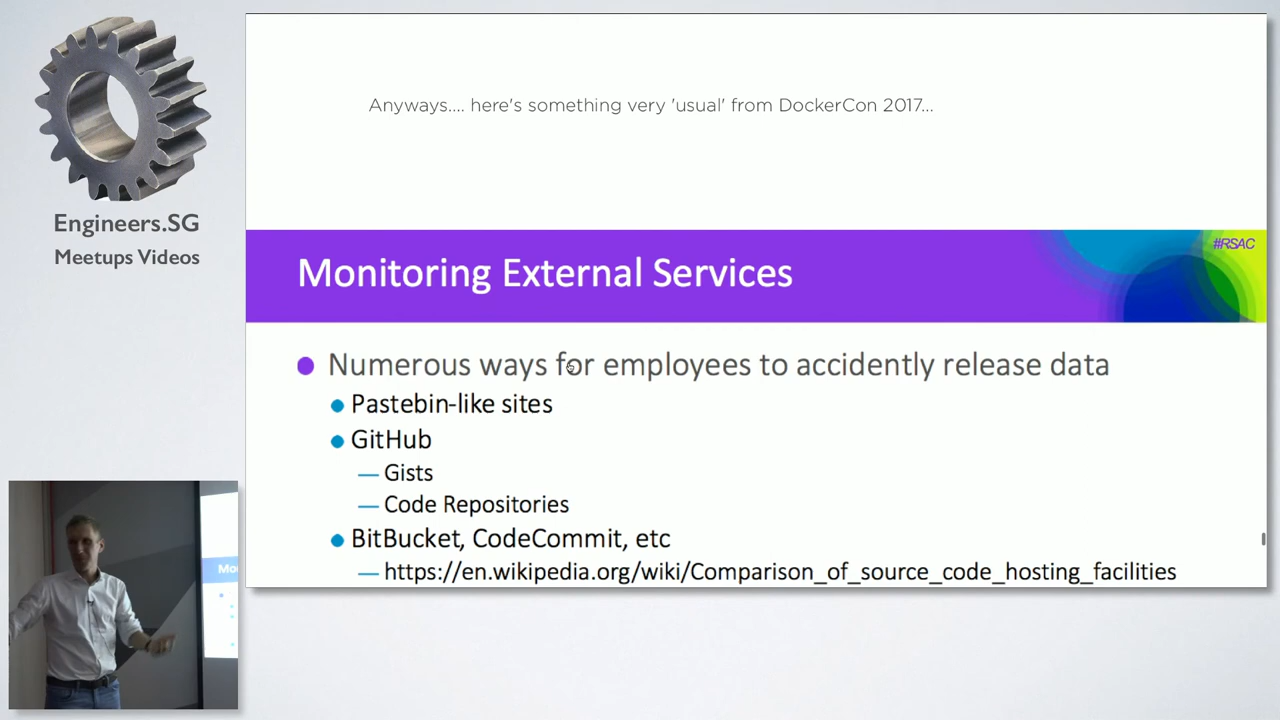 Engineers.SG
Meetups Videos
Anyways.... here's something very 'usual' from DockerCon 2017...
#RSAC
Monitoring External Services
Numerous ways for employees to accidently release data
Pastebin-like sites
GitHub
— Gists
— Code Repositories
BitBucket, CodeCommit, etc
— https://en.wikipedia.org/wiki/Comparison_of_source_code_hosting_facilities
Mo